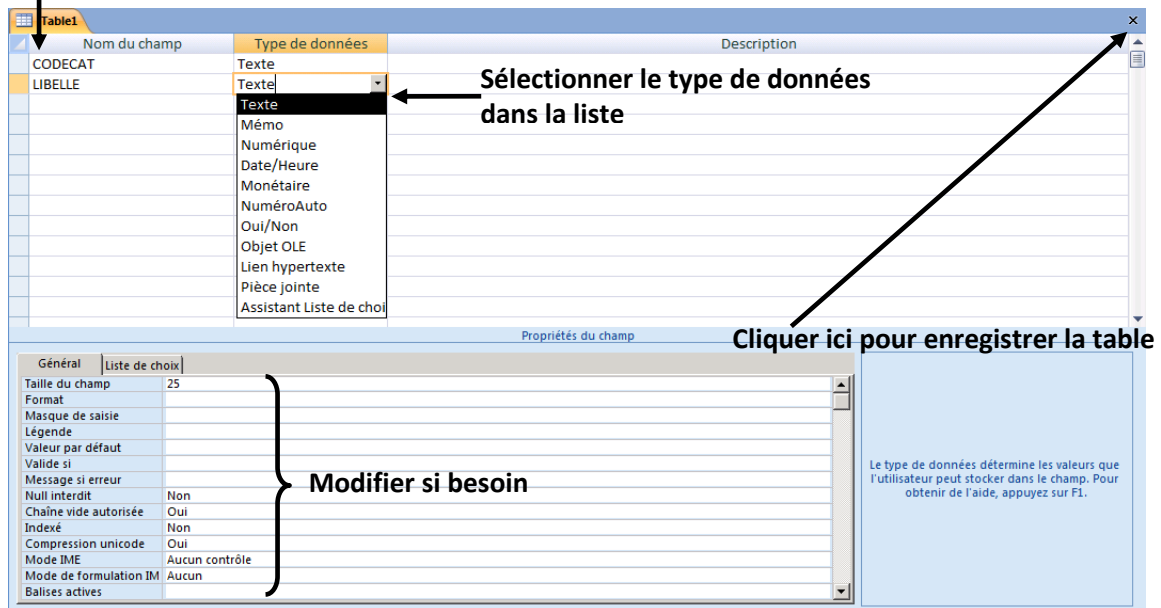 Table1
Nom du champ Type de données Description
CODECAT Texte
LIBELLE Texte
Sélectionner le type de données
dans la liste
Texte
Mémo
Numérique
Date/Heure
Monétaire
NuméroAuto
Oui/Non
Objet OLE
Lien hypertexte
Pièce jointe
Assistant Liste de choi
Propriétés du champ
Cliquer ici pour enregistrer la table
Général Liste de choix
Taille du champ 25
Format
Masque de saisie
Légende
Valeur par défaut
Valide si
Message si erreur
Null interdit Non
Chaîne vide autorisée Oui
Indexé Non
Compression unicode Oui
Mode IME Aucun contrôle
Mode de formulation IM Aucun
Balises actives
Modifier si besoin
Le type de données détermine les valeurs que
l'utilisateur peut stocker dans le champ. Pour
obtenir de l'aide, appuyez sur F1.